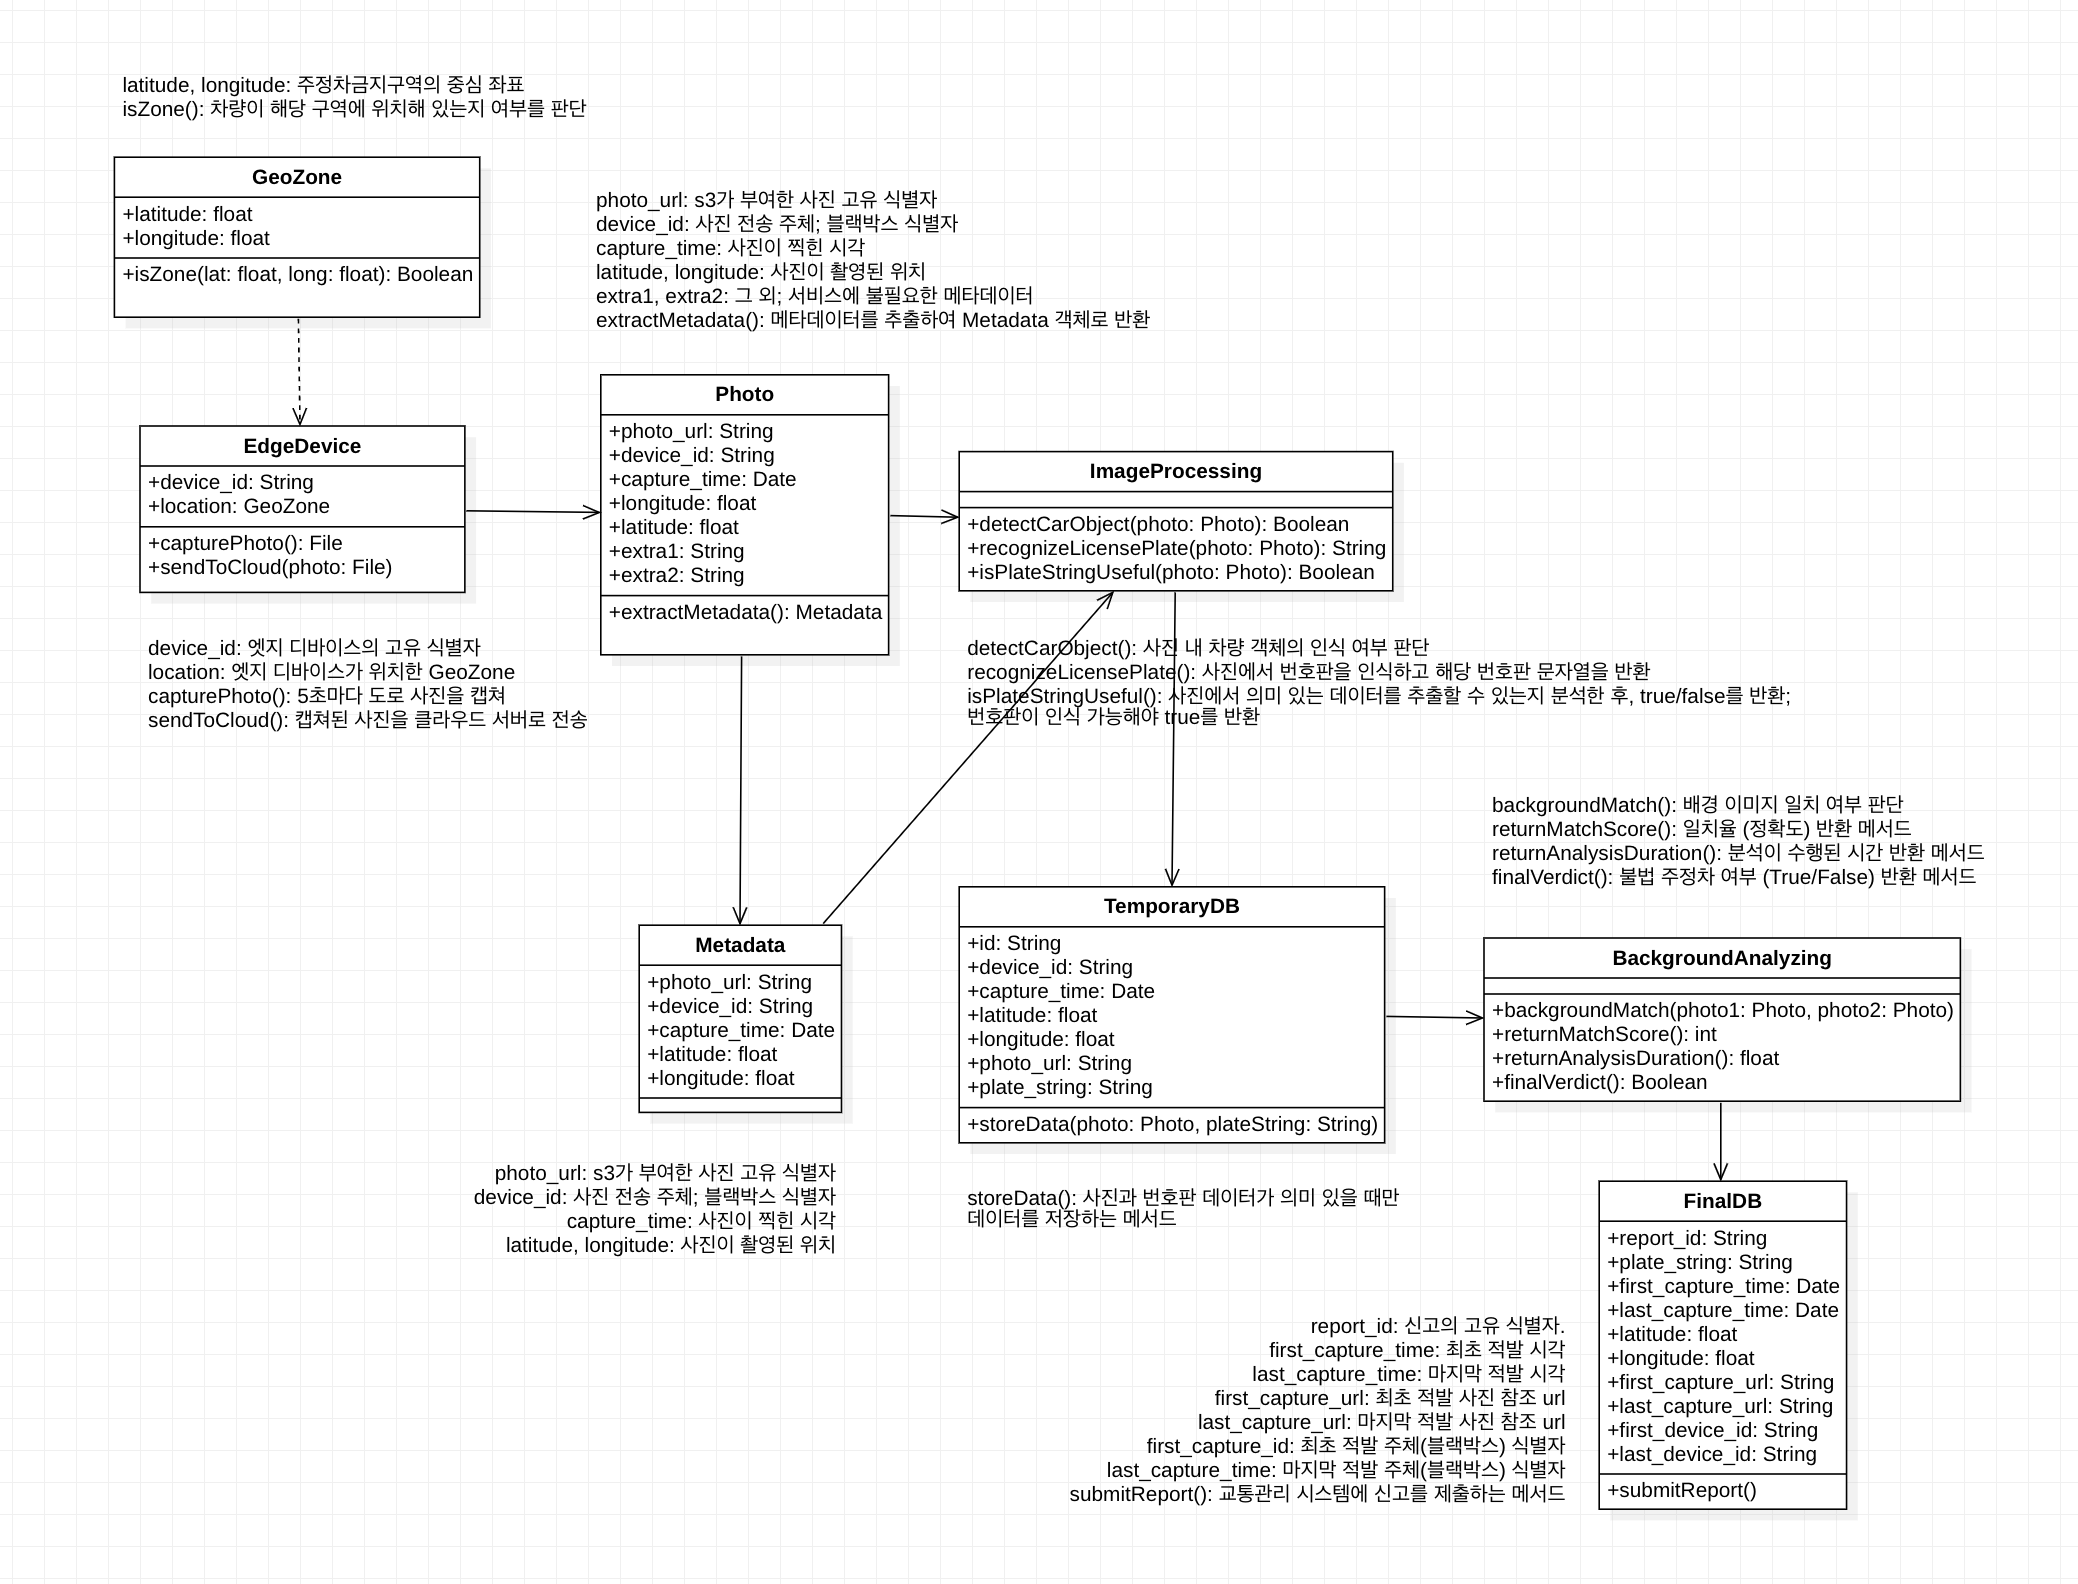 latitude, longitude: 주정차금지구역의 중심 좌표
isZone(): 차량이 해당 구역에 위치해 있는지 여부를 판단
GeoZone
+latitude: float
+longitude: float
+isZone(lat: float, long: float): Boolean
photo_url: s3가 부여한 사진 고유 식별자
device_id: 사진 전송 주체; 블랙박스 식별자
capture_time: 사진이 찍힌 시각
latitude, longitude: 사진이 촬영된 위치
extra1, extra2: 그 외; 서비스에 불필요한 메타데이터
extractMetadata(): 메타데이터를 추출하여 Metadata 객체로 반환
EdgeDevice
+device_id: String
+location: GeoZone
+capturePhoto(): File
+sendToCloud(photo: File)
device_id: 엣지 디바이스의 고유 식별자
location: 엣지 디바이스가 위치한 GeoZone
capturePhoto(): 5초마다 도로 사진을 캡쳐
sendToCloud(): 캡쳐된 사진을 클라우드 서버로 전송
Photo
+photo_url: String
+device_id: String
+capture_time: Date
+longitude: float
+latitude: float
+extra1: String
+extra2: String
+extractMetadata(): Metadata
ImageProcessing
+detectCarObject(photo: Photo): Boolean
+recognizeLicensePlate(photo: Photo): String
+isPlateStringUseful(photo: Photo): Boolean
detectCarObject(): 사진 내 차량 객체의 인식 여부 판단
recognizeLicensePlate(): 사진에서 번호판을 인식하고 해당 번호판 문자열을 반환
isPlateStringUseful(): 사진에서 의미 있는 데이터를 추출할 수 있는지 분석한 후, true/false를 반환;
번호판이 인식 가능해야 true를 반환
Metadata
+photo_url: String
+device_id: String
+capture_time: Date
+latitude: float
+longitude: float
photo_url: s3가 부여한 사진 고유 식별자
device_id: 사진 전송 주체; 블랙박스 식별자
capture_time: 사진이 찍힌 시각
latitude, longitude: 사진이 촬영된 위치
TemporaryDB
+id: String
+device_id: String
+capture_time: Date
+latitude: float
+longitude: float
+photo_url: String
+plate_string: String
+storeData(photo: Photo, plateString: String)
storeData(): 사진과 번호판 데이터가 의미 있을 때만
데이터를 저장하는 메서드
backgroundMatch(): 배경 이미지 일치 여부 판단
returnMatchScore(): 일치율 (정확도) 반환 메서드
returnAnalysisDuration(): 분석이 수행된 시간 반환 메서드
finalVerdict(): 불법 주정차 여부 (True/False) 반환 메서드
BackgroundAnalyzing
+backgroundMatch(photo1: Photo, photo2: Photo)
+returnMatchScore(): int
+returnAnalysisDuration(): float
+finalVerdict(): Boolean
FinalDB
+report_id: String
+plate_string: String
+first_capture_time: Date
+last_capture_time: Date
+latitude: float
+longitude: float
+first_capture_url: String
+last_capture_url: String
+first_device_id: String
+last_device_id: String
+submitReport()
report_id: 신고의 고유 식별자.
first_capture_time: 최초 적발 시각
last_capture_time: 마지막 적발 시각
first_capture_url: 최초 적발 사진 참조 url
last_capture_url: 마지막 적발 사진 참조 url
first_capture_id: 최초 적발 주체(블랙박스) 식별자
last_capture_time: 마지막 적발 주체(블랙박스) 식별자
submitReport(): 교통관리 시스템에 신고를 제출하는 메서드